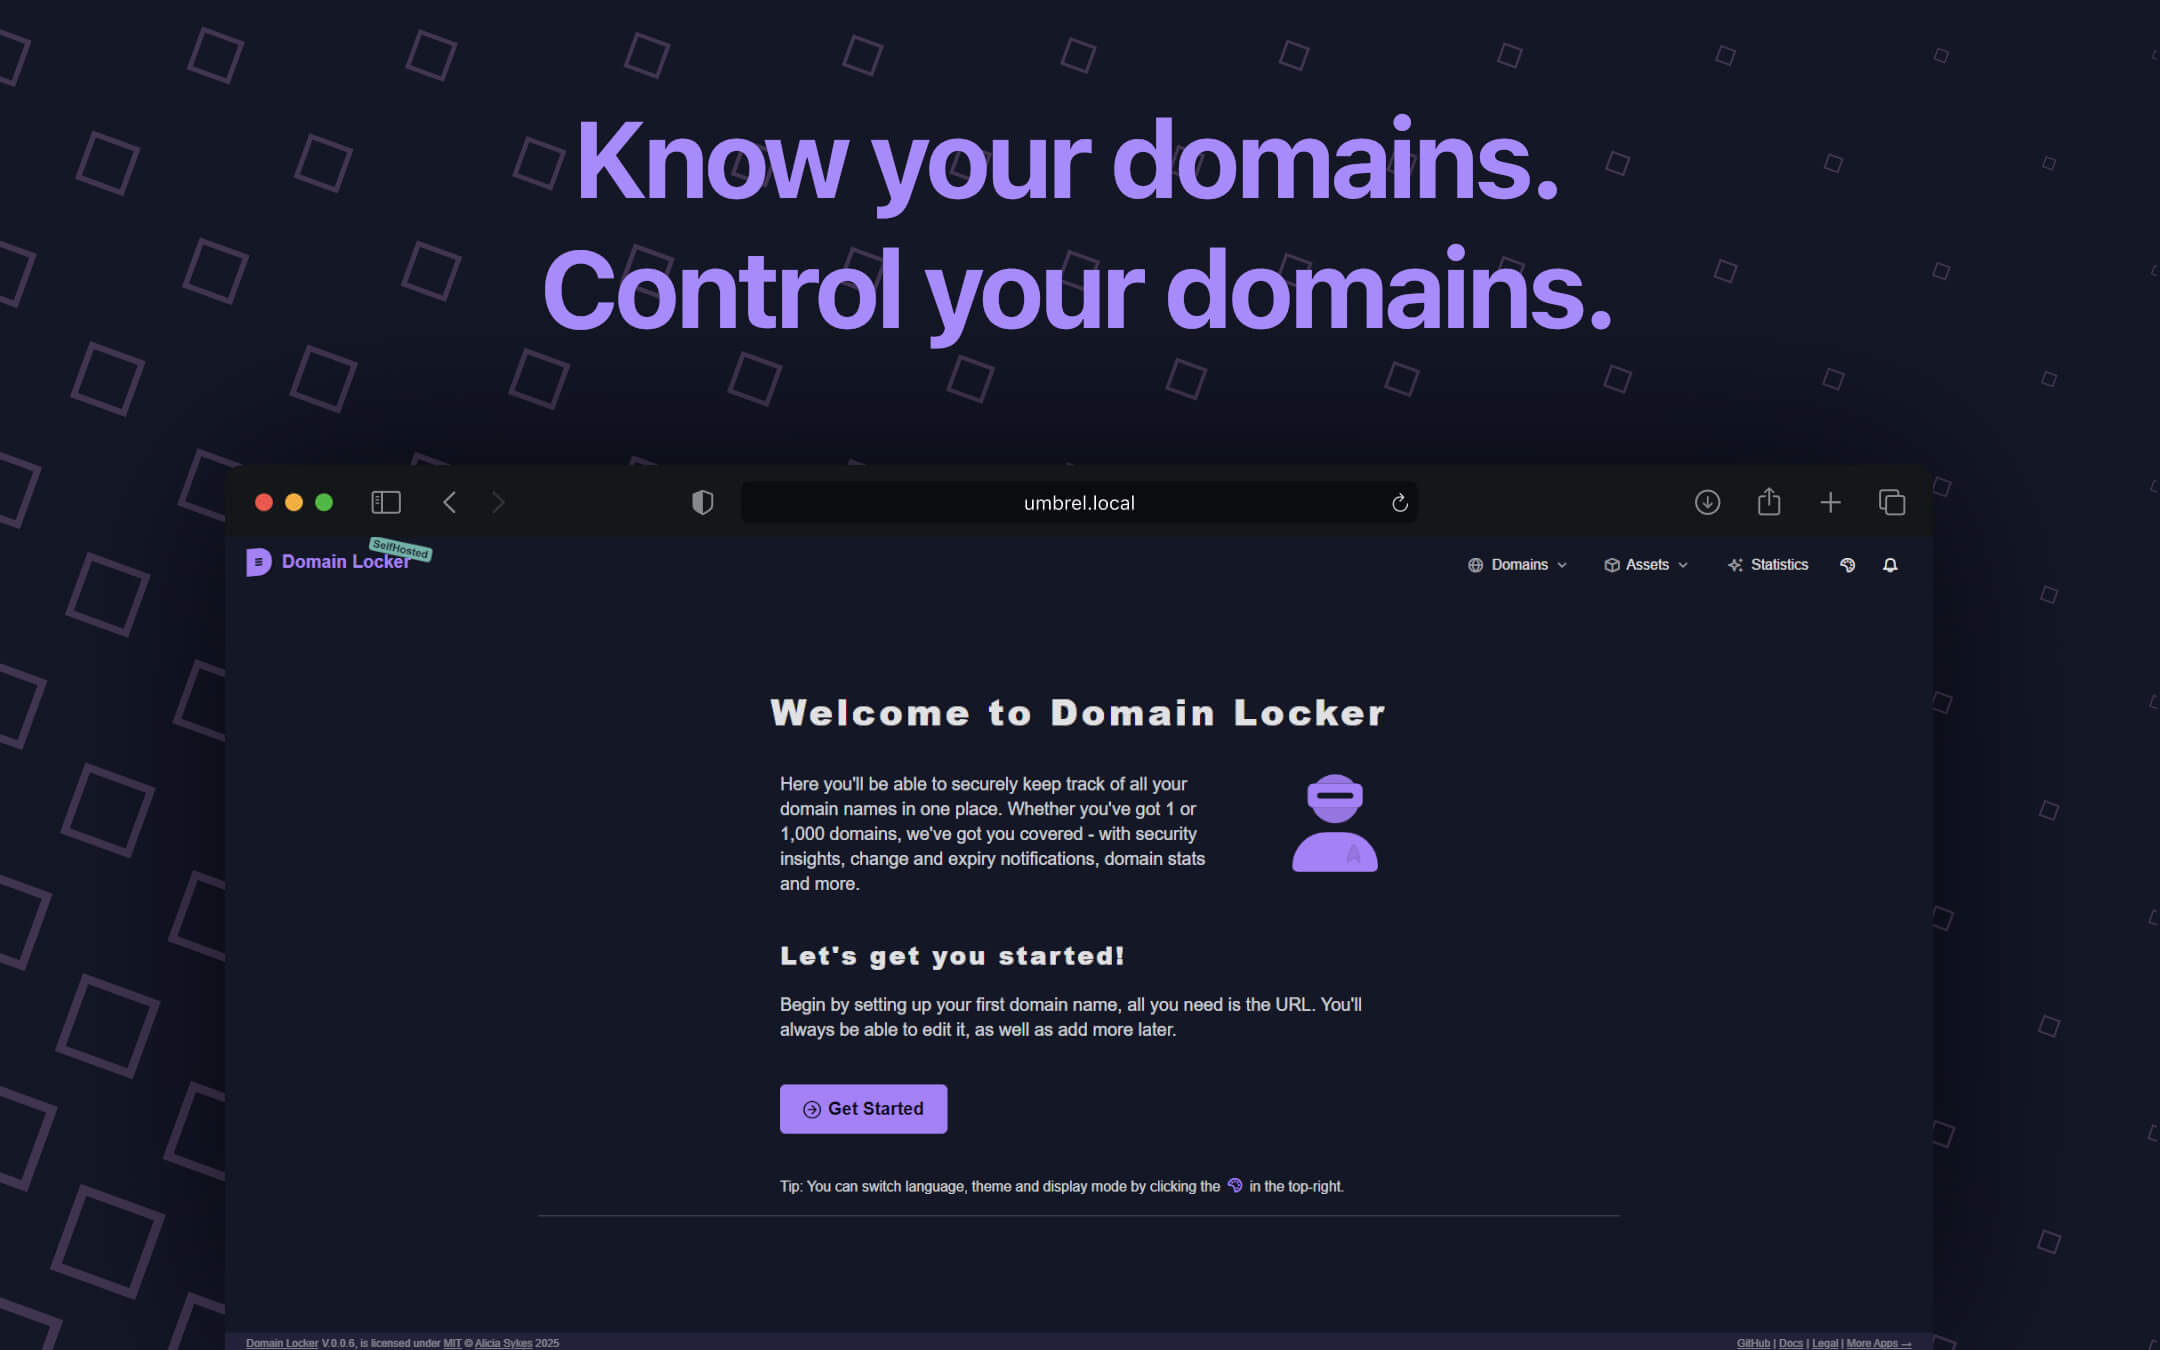 Know your domains.
Control your domains.
umbrel.local
Domain Locker
SelfHosted
Domains
Assets
Statistics
Welcome to Domain Locker
Here you'll be able to securely keep track of all your
domain names in one place. Whether you've got 1 or
1,000 domains, we've got you covered - with security
insights, change and expiry notifications, domain stats
and more.
Let's get you started!
Begin by setting up your first domain name, all you need is the URL. You'll
always be able to edit it, as well as add more later.
Get Started
Tip: You can switch language, theme and display mode by clicking the in the top-right.
Domain Locker V.0.0.6, is licensed under MIT © Alicia Sykes 2025
GitHub | Docs | Legal | More Apps →